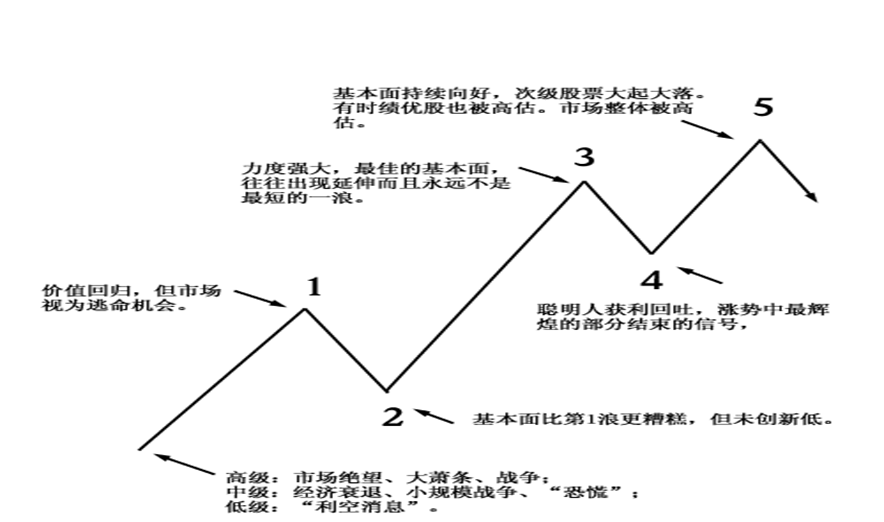 基本面持续向好，次级股票大起大落。
有时绩优股也被高估。市场整体被高
估。
5
3
力度强大，最佳的基本面，
往往出现延伸而且永远不是
最短的一浪。
1
价值回归，但市场
视为逃命机会。
4
聪明人获利回吐，涨势中最辉
煌的部分结束的信号，
2
基本面比第1浪更糟糕，但未创新低。
高级：市场绝望、大萧条、战争；
中级：经济衰退、小规模战争、“恐慌”；
低级：“利空消息”。